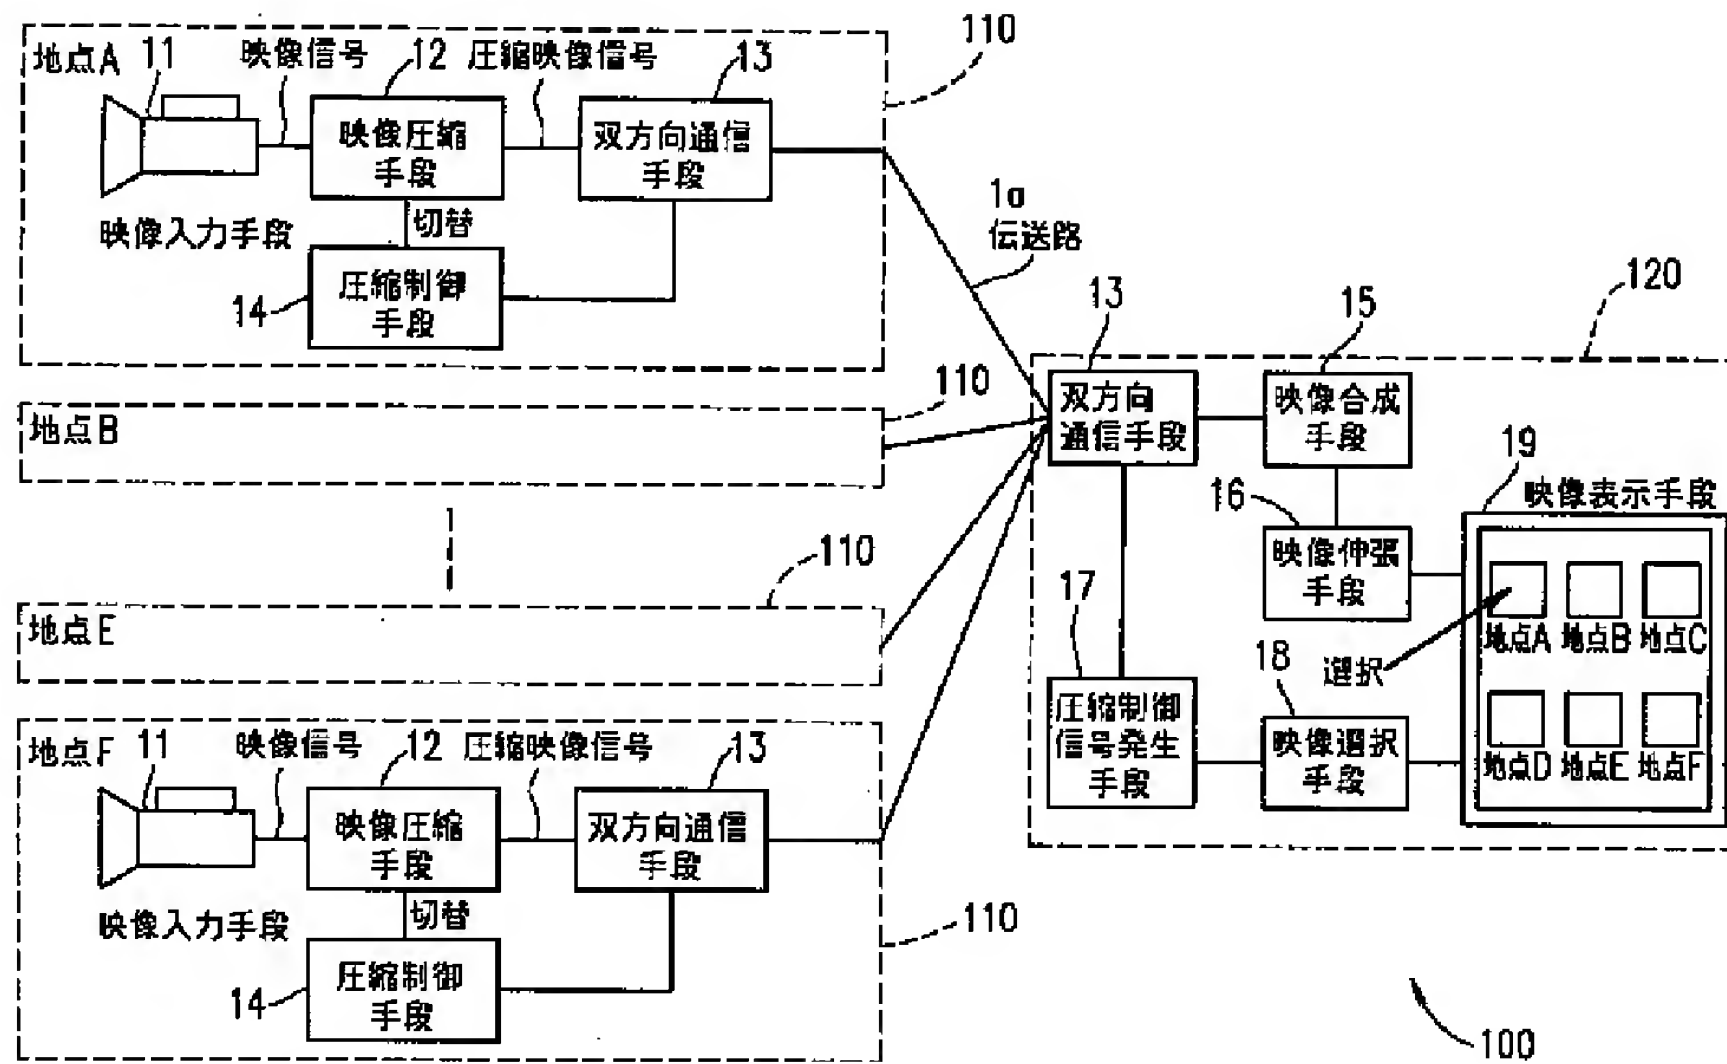 110
地点A
11
映像信号
12
圧縮映像信号
13
映像圧縮
手段
双方向通信
手段
映像入力手段
切替
14
圧縮制御
手段
1a
伝送路
110
地点B
110
地点E
地点F
11
映像信号
12
圧縮映像信号
13
映像圧縮
手段
双方向通信
手段
映像入力手段
切替
14
圧縮制御
手段
110
120
13
双方向
通信手段
15
映像合成
手段
16
映像伸張
手段
19
映像表示手段
地点A
地点B
地点C
選択
地点D
地点E
地点F
17
圧縮制御
信号発生
手段
18
映像選択
手段
100